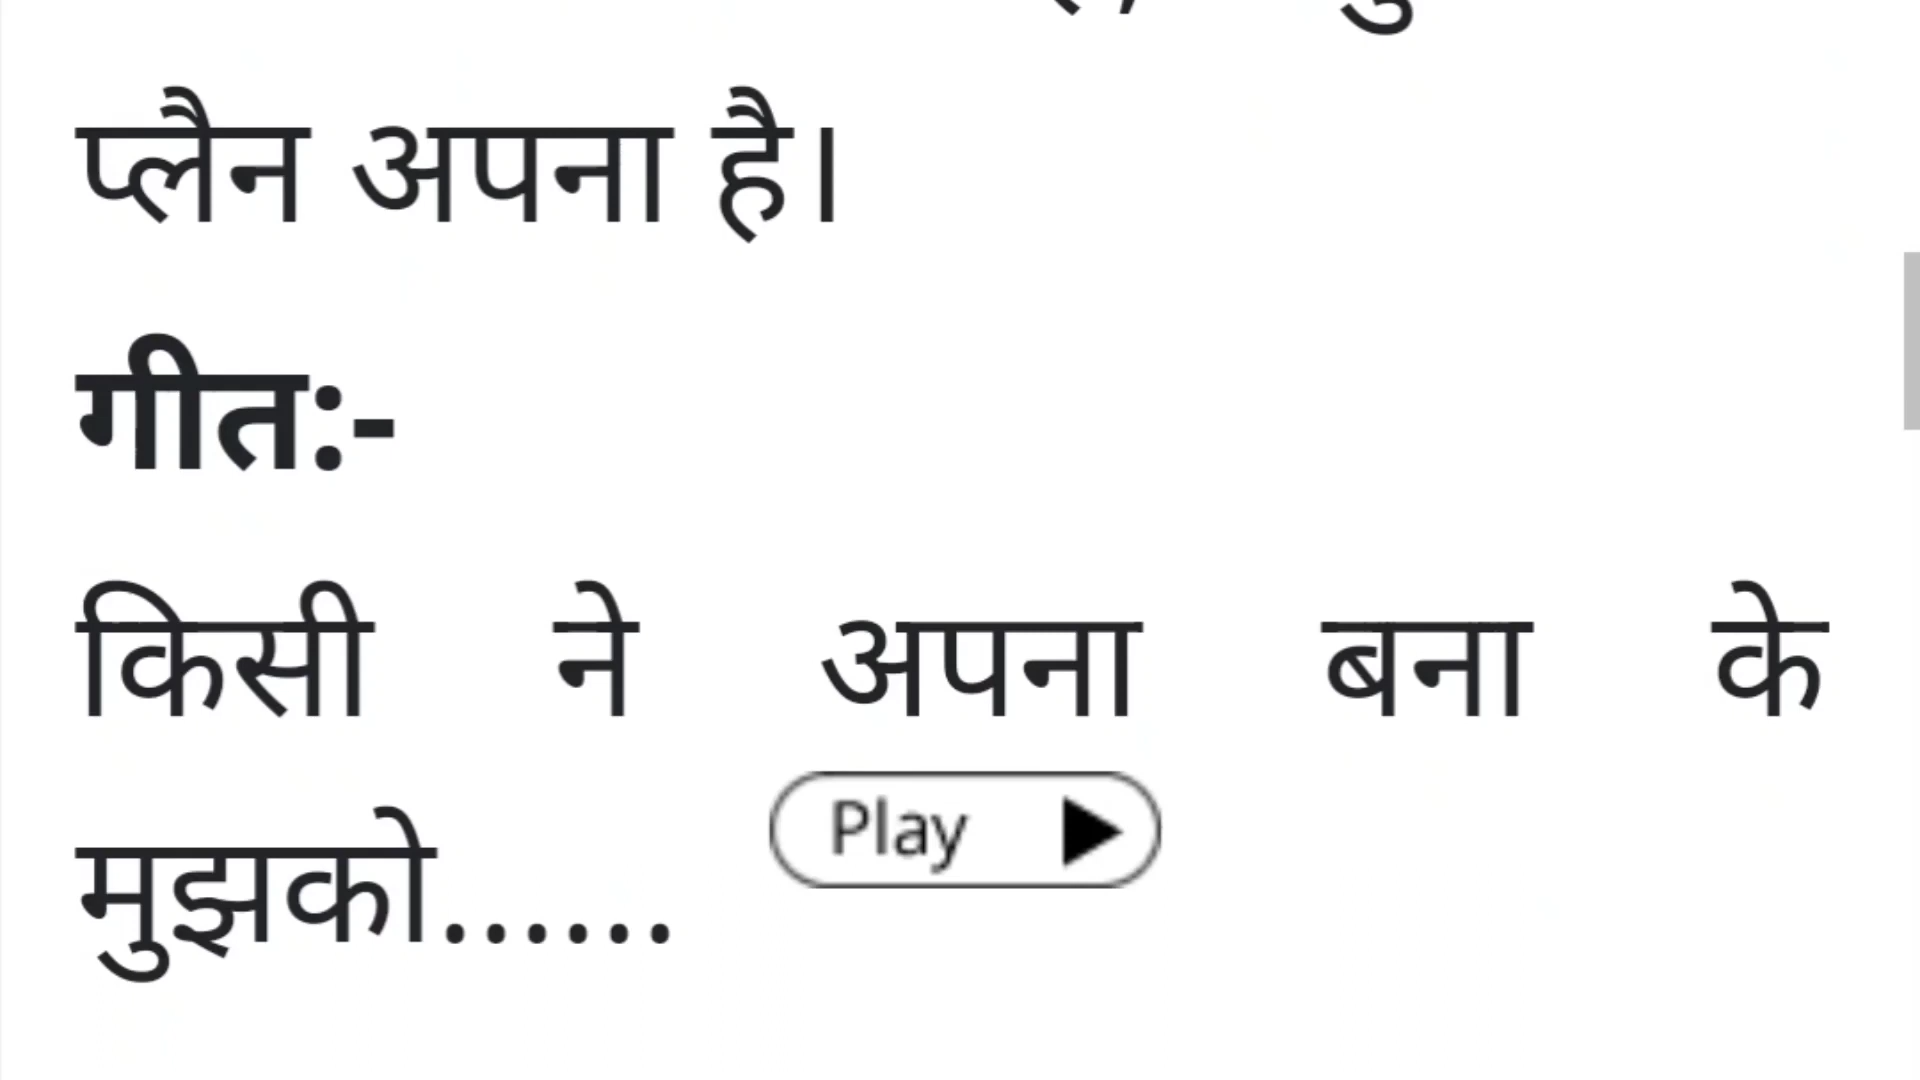 प्लैन अपना है।
गीत:-
किसी ने अपना बना के
मुझको...... Play